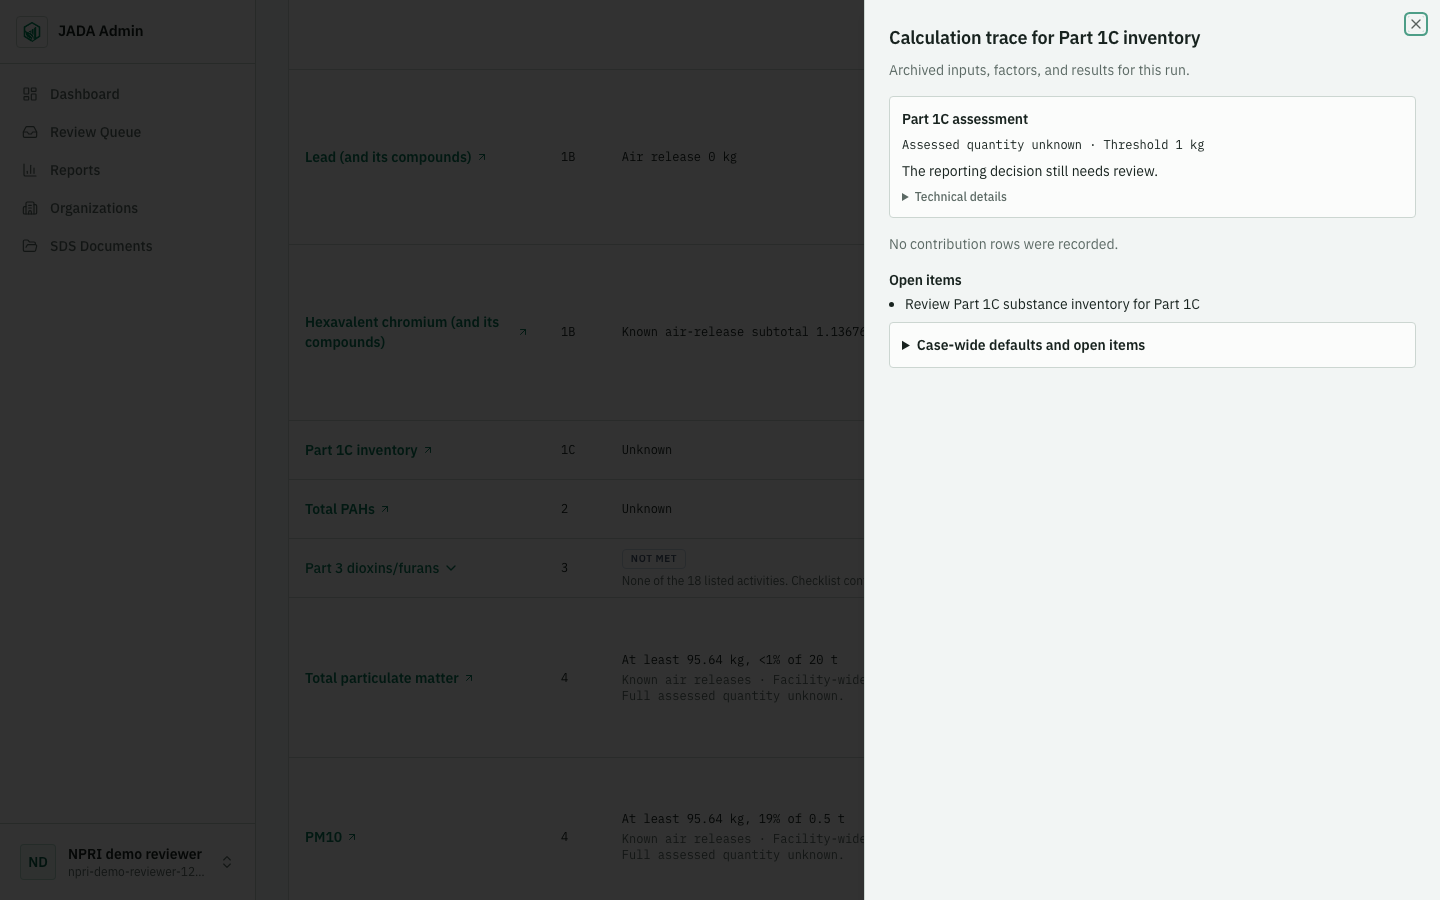 JADA Admin
Dashboard
Review Queue
Reports
Organizations
SDS Documents
ND
NPRI demo reviewer
npri-demo-reviewer-12...
Lead (and its compounds)
1B
Air release 0 kg
Hexavalent chromium (and its
compounds)
1B
Known air-release subtotal 1.13676
Part 1C inventory
1C
Unknown
Total PAHs
2
Unknown
Part 3 dioxins/furans
3
NOT MET
None of the 18 listed activities. Checklist con
Total particulate matter
4
At least 95.64 kg, <1% of 20 t
Known air releases · Facility-wide
Full assessed quantity unknown.
PM10
4
At least 95.64 kg, 19% of 0.5 t
Known air releases · Facility-wide
Full assessed quantity unknown.
Calculation trace for Part 1C inventory
Archived inputs, factors, and results for this run.
Part 1C assessment
Assessed quantity unknown · Threshold 1 kg
The reporting decision still needs review.
Technical details
No contribution rows were recorded.
Open items
Review Part 1C substance inventory for Part 1C
Case-wide defaults and open items